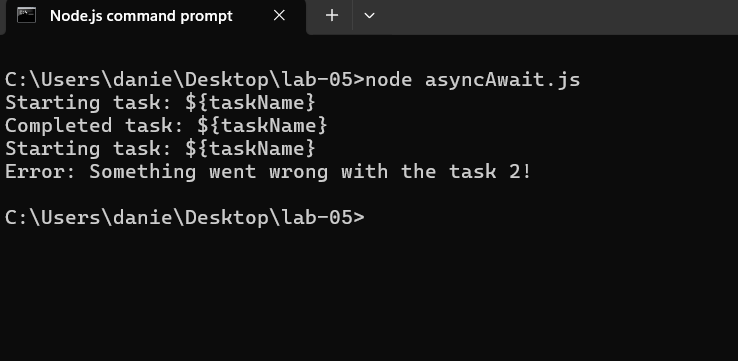 Node.js command prompt
C:\Users\danie\Desktop\lab-05>node asyncAwait.js
Starting task: ${taskName}
Completed task: ${taskName}
Starting task: ${taskName}
Error: Something went wrong with the task 2!
C:\Users\danie\Desktop\lab-05>